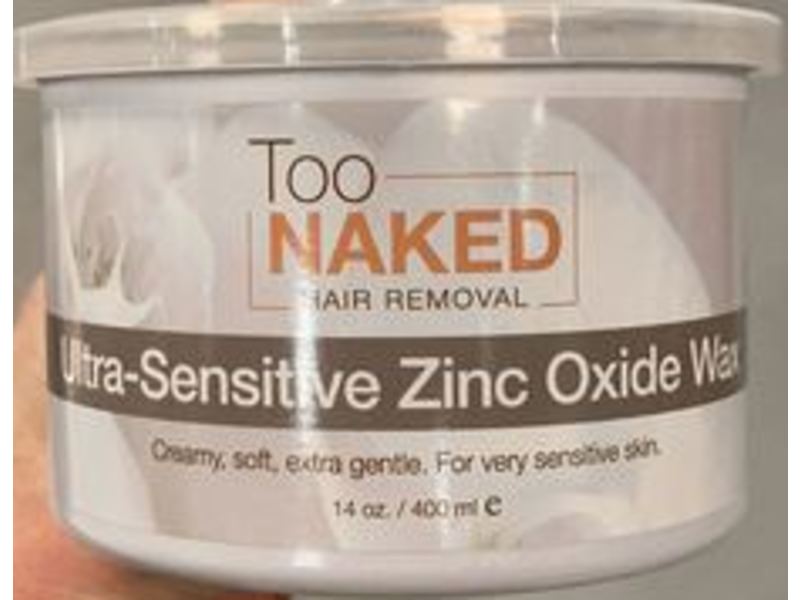 Too
NAKED
HAIR REMOVAL
Ultra-Sensitive Zinc Oxide Wax
Creamy, soft, extra gentle. For very sensitive skin.
14 oz. / 400 ml e